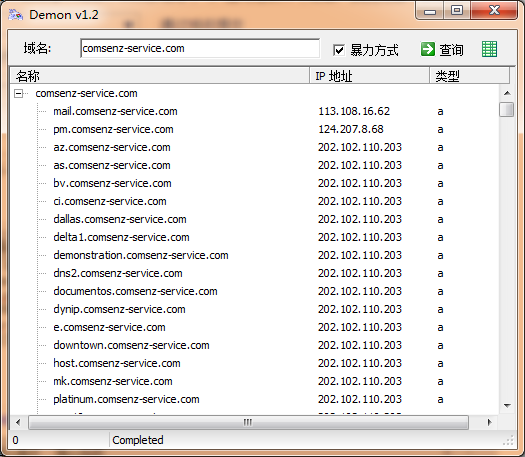 Demon v1.2
域名: comsenz-service.com 暴力方式 查询
名称 IP 地址 类型
comsenz-service.com
mail.comsenz-service.com 113.108.16.62 a
pm.comsenz-service.com 124.207.8.68 a
az.comsenz-service.com 202.102.110.203 a
as.comsenz-service.com 202.102.110.203 a
bv.comsenz-service.com 202.102.110.203 a
ci.comsenz-service.com 202.102.110.203 a
dallas.comsenz-service.com 202.102.110.203 a
delta1.comsenz-service.com 202.102.110.203 a
demonstration.comsenz-service.com 202.102.110.203 a
dns2.comsenz-service.com 202.102.110.203 a
documentos.comsenz-service.com 202.102.110.203 a
dynip.comsenz-service.com 202.102.110.203 a
e.comsenz-service.com 202.102.110.203 a
downtown.comsenz-service.com 202.102.110.203 a
host.comsenz-service.com 202.102.110.203 a
mk.comsenz-service.com 202.102.110.203 a
platinum.comsenz-service.com 202.102.110.203 a
0 Completed